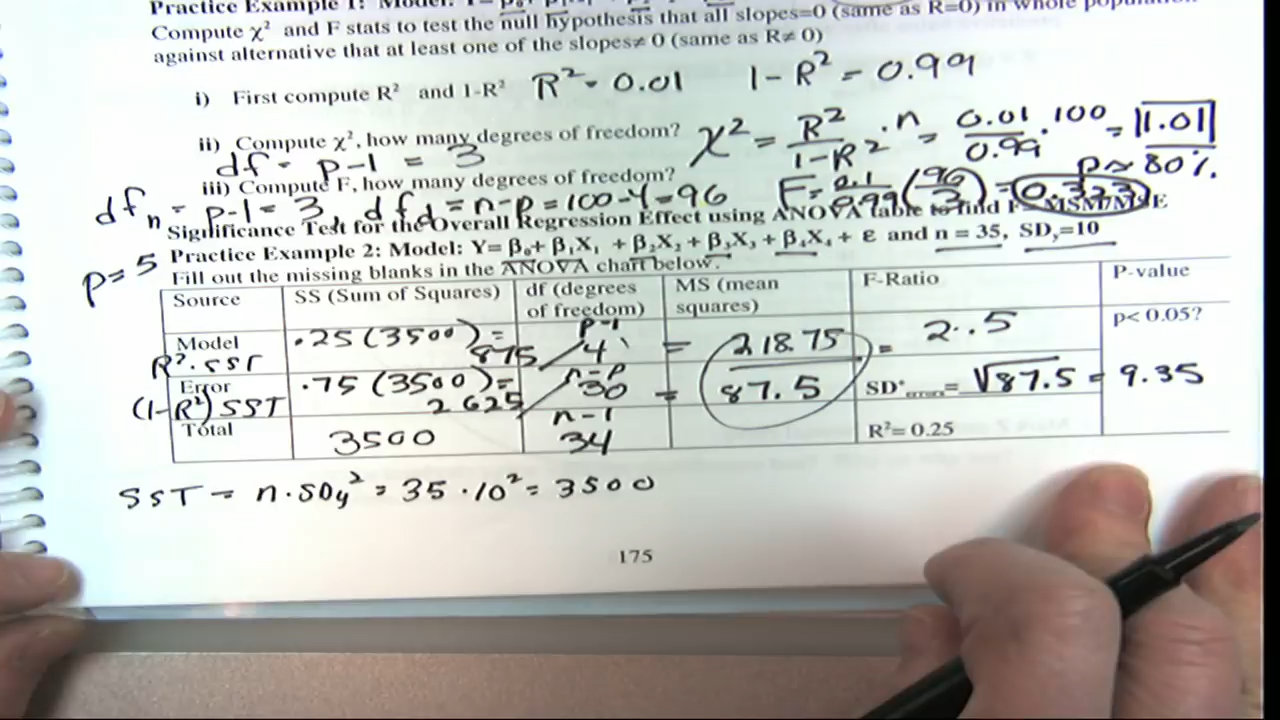 Practice Example 1: Model:
Compute χ² and F stats to test the null hypothesis that all slopes=0 (same as R=0) in whole population
against alternative that at least one of the slopes≠ 0 (same as R≠ 0)
i) First compute R² and 1-R² R² = 0.01 1-R² = 0.99
ii) Compute χ², how many degrees of freedom? χ² = R²/1-R² · n = 0.01/0.99 · 100 = 1.01
df = p-1 = 3 p ≈ 80%
iii) Compute F, how many degrees of freedom? F = 0.1/0.99 (96/3) = 0.323
df_n = p-1 = 3, df_d = n-p = 100-4 = 96
Significance Test for the Overall Regression Effect using ANOVA table to find F= MSM/MSE
Practice Example 2: Model: Y= β₀+ β₁X₁ + β₂X₂ + β₃X₃ + β₄X₄ + ε and n = 35, SDᵧ=10
p = 5 Fill out the missing blanks in the ANOVA chart below.
Source SS (Sum of Squares) df (degrees of freedom) MS (mean squares) F-Ratio P-value
p< 0.05?
Model R²·SST .25(3500) = 875 p-1 4 = 218.75 = 2.5
Error (1-R²) SST .75(3500) = 2625 n-p 30 = 87.5 SD⁺errors= √87.5 = 9.35
Total 3500 n-1 34 R²= 0.25
SST = n·SDy² = 35·10² = 3500
175